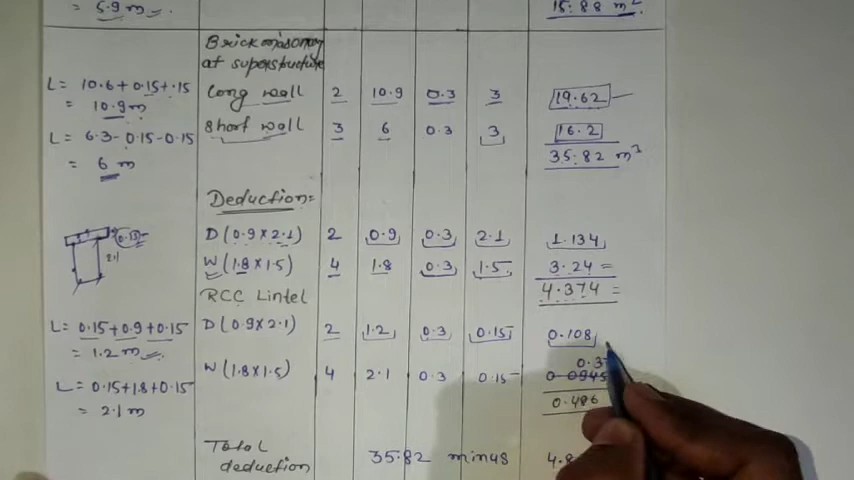 = 5.9 m 15.88 m²
Brick masonry
at superstructure
L = 10.6 + 0.15 + .15 Long wall 2 10.9 0.3 3 19.62
= 10.9 m
L = 6.3 - 0.15 - 0.15 Short wall 3 6 0.3 3 16.2
= 6 m 35.82 m³
Deduction:=
D (0.9 x 2.1) 2 0.9 0.3 2.1 1.134
2.1 W (1.8 x 1.5) 4 1.8 0.3 1.5 3.24 =
RCC Lintel 4.374 =
L = 0.15 + 0.9 + 0.15 D (0.9 x 2.1) 2 1.2 0.3 0.15 0.108
= 1.2 m
L = 0.15 + 1.8 + 0.15 W (1.8 x 1.5) 4 2.1 0.3 0.15
= 2.1 m 0.486
Total
deduction 35.82 minus